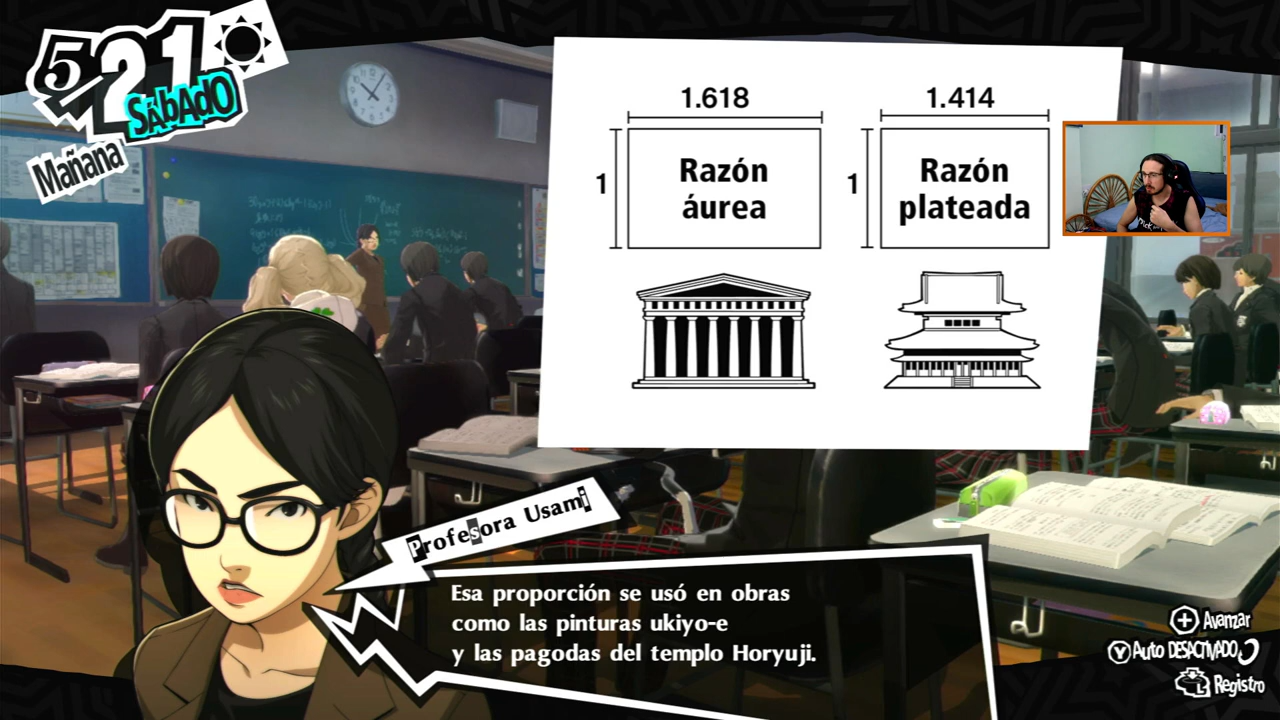 5/21
Sábado
Mañana
1.618
1
Razón
áurea
1.414
1
Razón
plateada
Profesora Usami
Esa proporción se usó en obras
como las pinturas ukiyo-e
y las pagodas del templo Horyuji.
+ Avanzar
Y Auto DESACTIVADO
L Registro